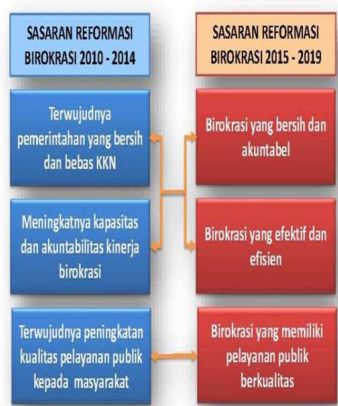 SASARAN REFORMASI
BIROKRASI 2010 - 2014
Terwujudnya
pemerintahan yang bersih
dan bebas KKN
Meningkatnya kapasitas
dan akuntabilitas kinerja
birokrasi
Terwujudnya peningkatan
kualitas pelayanan publik
kepada masyarakat
SASARAN REFORMASI
BIROKRASI 2015 - 2019
Birokrasi yang bersih dan
akuntabel
Birokrasi yang efektif dan
efisien
Birokrasi yang memiliki
pelayanan publik
berkualitas